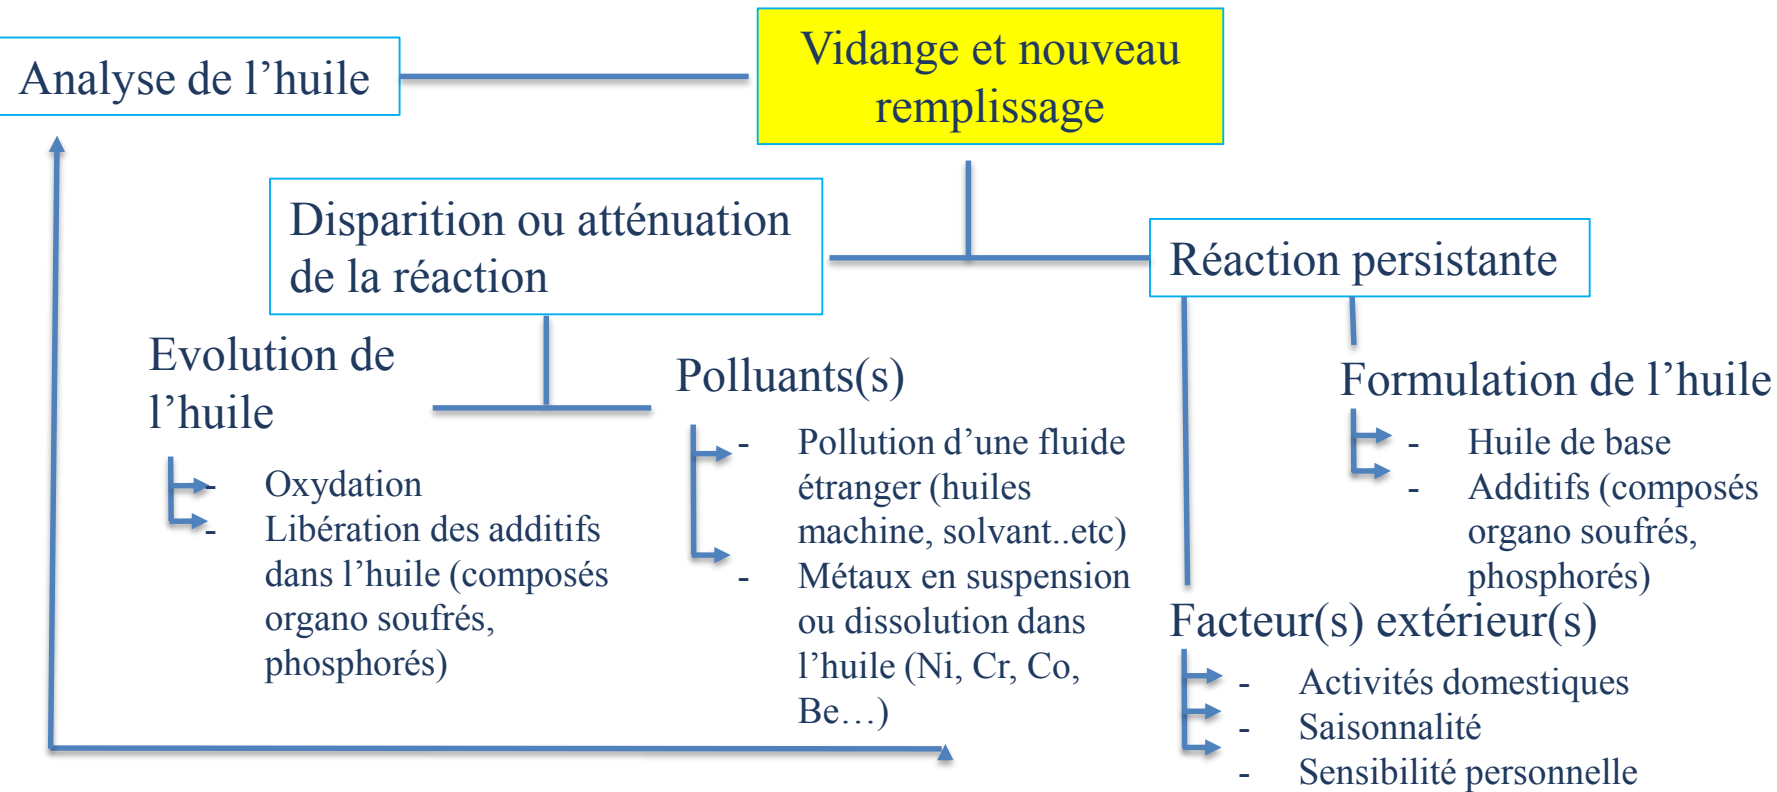 Analyse de l’huile
Vidange et nouveau
remplissage
Disparition ou atténuation
de la réaction
Réaction persistante
Evolution de
l’huile
- Oxydation
- Libération des additifs
dans l’huile (composés
organo soufrés,
phosphorés)
Polluants(s)
- Pollution d’une fluide
étranger (huiles
machine, solvant..etc)
- Métaux en suspension
ou dissolution dans
l’huile (Ni, Cr, Co,
Be…)
Formulation de l’huile
- Huile de base
- Additifs (composés
organo soufrés,
phosphorés)
Facteur(s) extérieur(s)
- Activités domestiques
- Saisonnalité
- Sensibilité personnelle